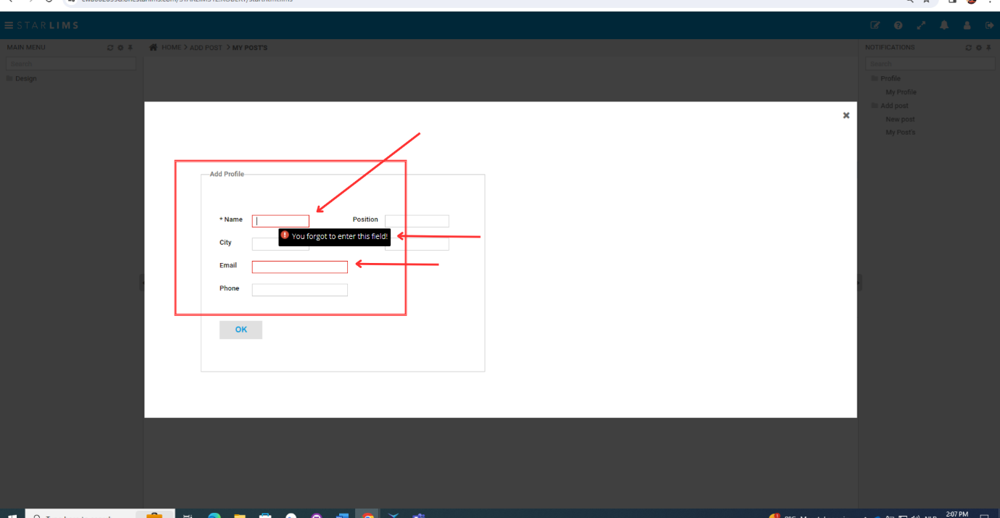 STARLIMS
MAIN MENU
HOME > ADD POST > MY POST'S
NOTIFICATIONS
Search
Search
Design
Profile
My Profile
Add post
New post
My Post's
Add Profile
* Name
Position
You forgot to enter this field!
City
Email
Phone
OK
2:07 PM